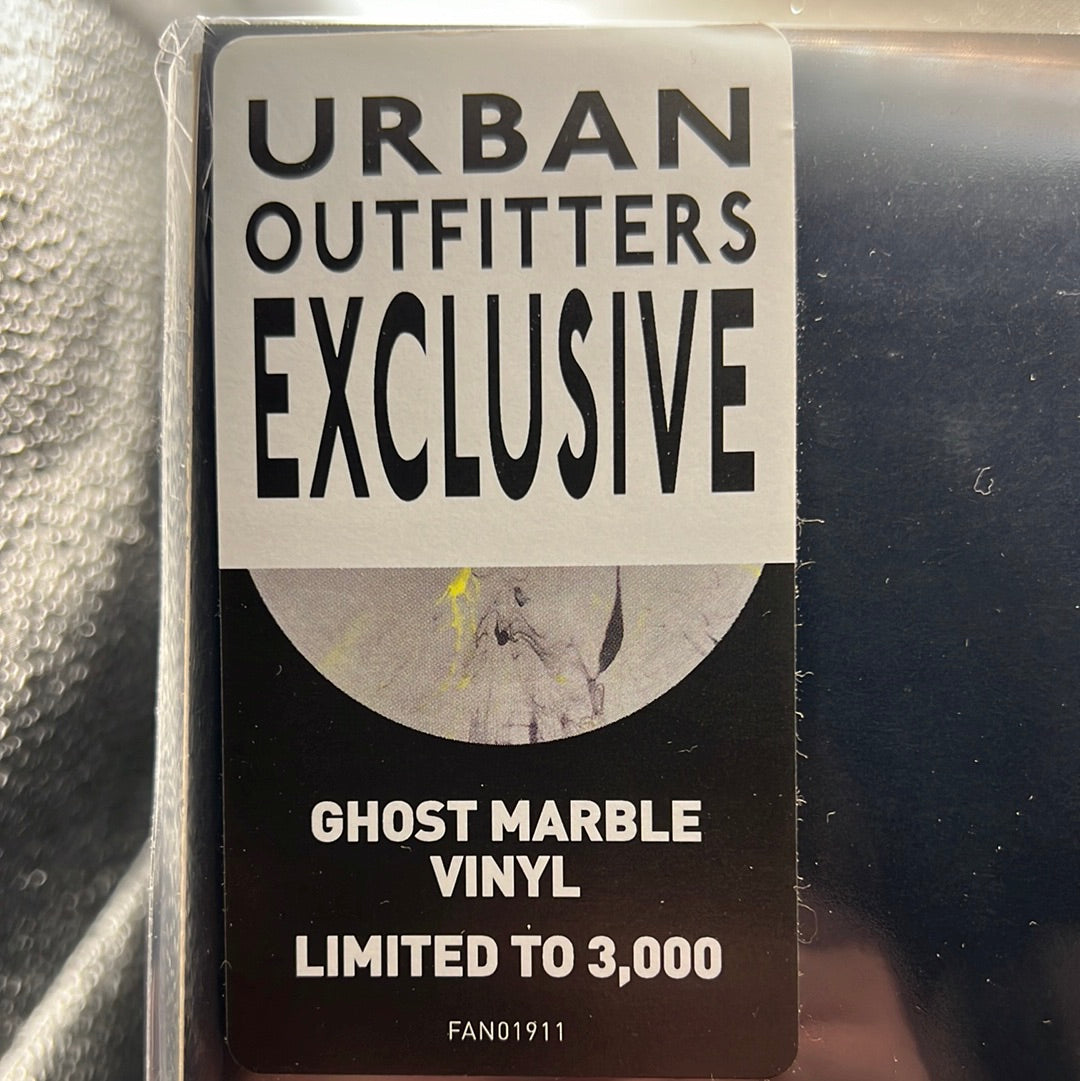 URBAN
OUTFITTERS
EXCLUSIVE
GHOST MARBLE
VINYL
LIMITED TO 3,000
FAN01911